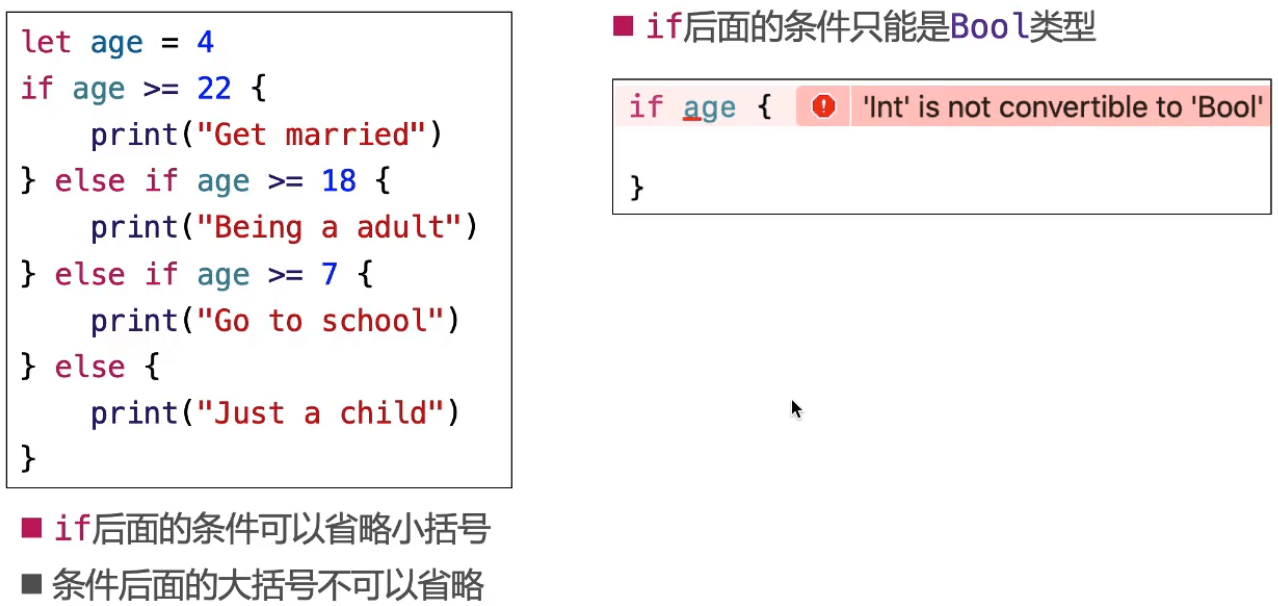 let age = 4
if age >= 22 {
    print("Get married")
} else if age >= 18 {
    print("Being a adult")
} else if age >= 7 {
    print("Go to school")
} else {
    print("Just a child")
}
■ if后面的条件可以省略小括号
■ 条件后面的大括号不可以省略
■ if后面的条件只能是Bool类型
if age { 'Int' is not convertible to 'Bool'
}